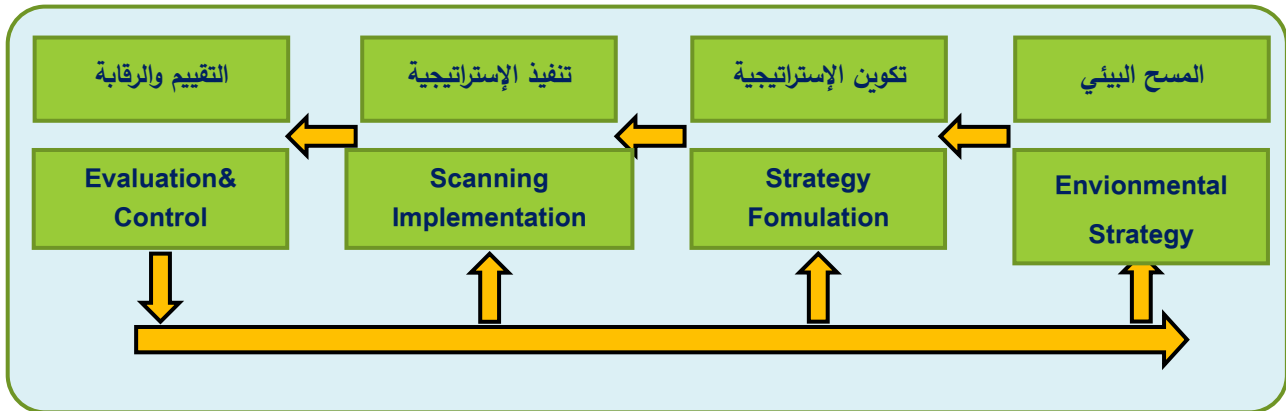 المسح البيئي
تكوين الإستراتيجية
تنفيذ الإستراتيجية
التقييم والرقابة
Envionmental
Strategy
Strategy
Fomulation
Scanning
Implementation
Evaluation&
Control